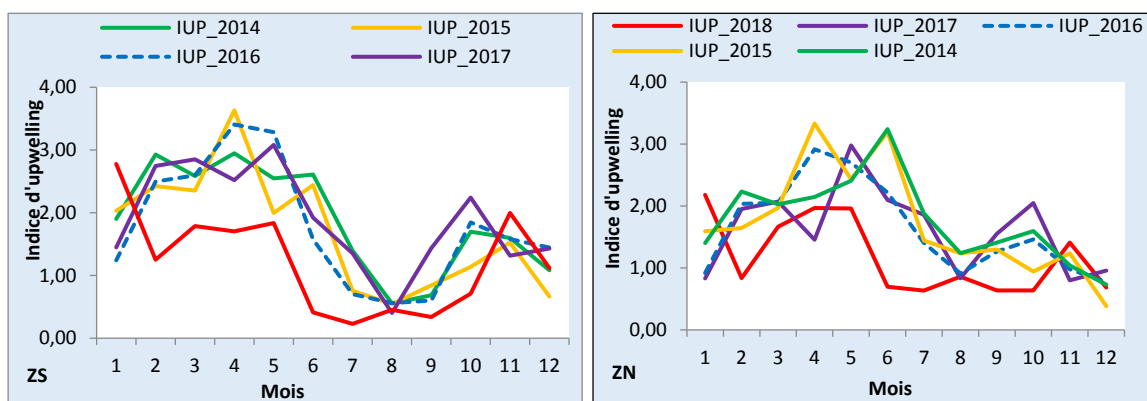 IUP_2014 IUP_2015
IUP_2016 IUP_2017
4,00
3,00
2,00
1,00
0,00
Indice d'upwelling
1 2 3 4 5 6 7 8 9 10 11 12
ZS
Mois
IUP_2018 IUP_2017 IUP_2016
IUP_2015 IUP_2014
4,00
3,00
2,00
1,00
0,00
Indice d'upwelling
1 2 3 4 5 6 7 8 9 10 11 12
ZN
Mois